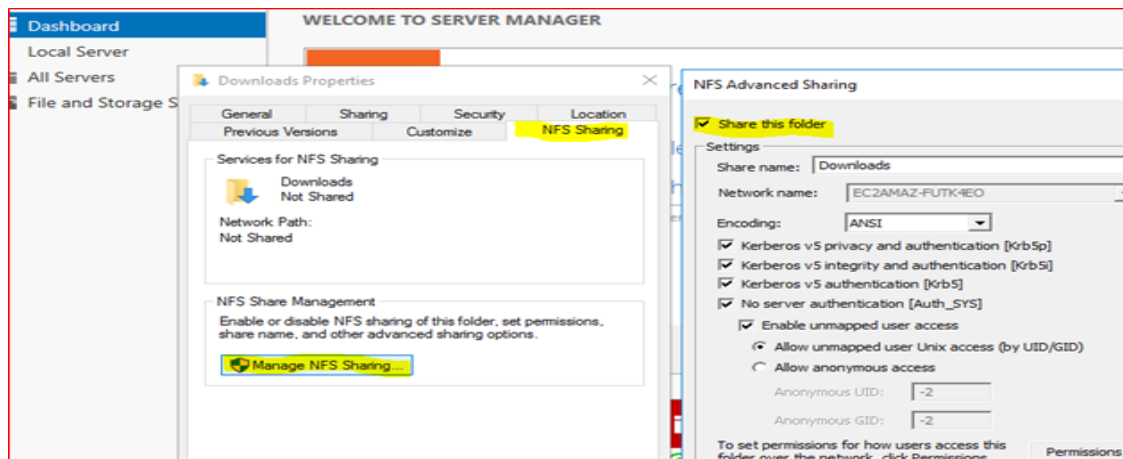 Dashboard
Local Server
All Servers
File and Storage S
WELCOME TO SERVER MANAGER
Downloads Properties
General Sharing Security Location
Previous Versions Customize NFS Sharing
Services for NFS Sharing
Downloads
Not Shared
Network Path:
Not Shared
NFS Share Management
Enable or disable NFS sharing of this folder, set permissions,
share name, and other advanced sharing options.
Manage NFS Sharing...
NFS Advanced Sharing
Share this folder
Settings
Share name: Downloads
Network name: EC2AMAZ-FUTK4EO
Encoding: ANSI
Kerberos v5 privacy and authentication [Krb5p]
Kerberos v5 integrity and authentication [Krb5i]
Kerberos v5 authentication [Krb5]
No server authentication [Auth_SYS]
Enable unmapped user access
Allow unmapped user Unix access (by UID/GID)
Allow anonymous access
Anonymous UID: -2
Anonymous GID: -2
To set permissions for how users access this
folder over the network, click Permissions.
Permissions